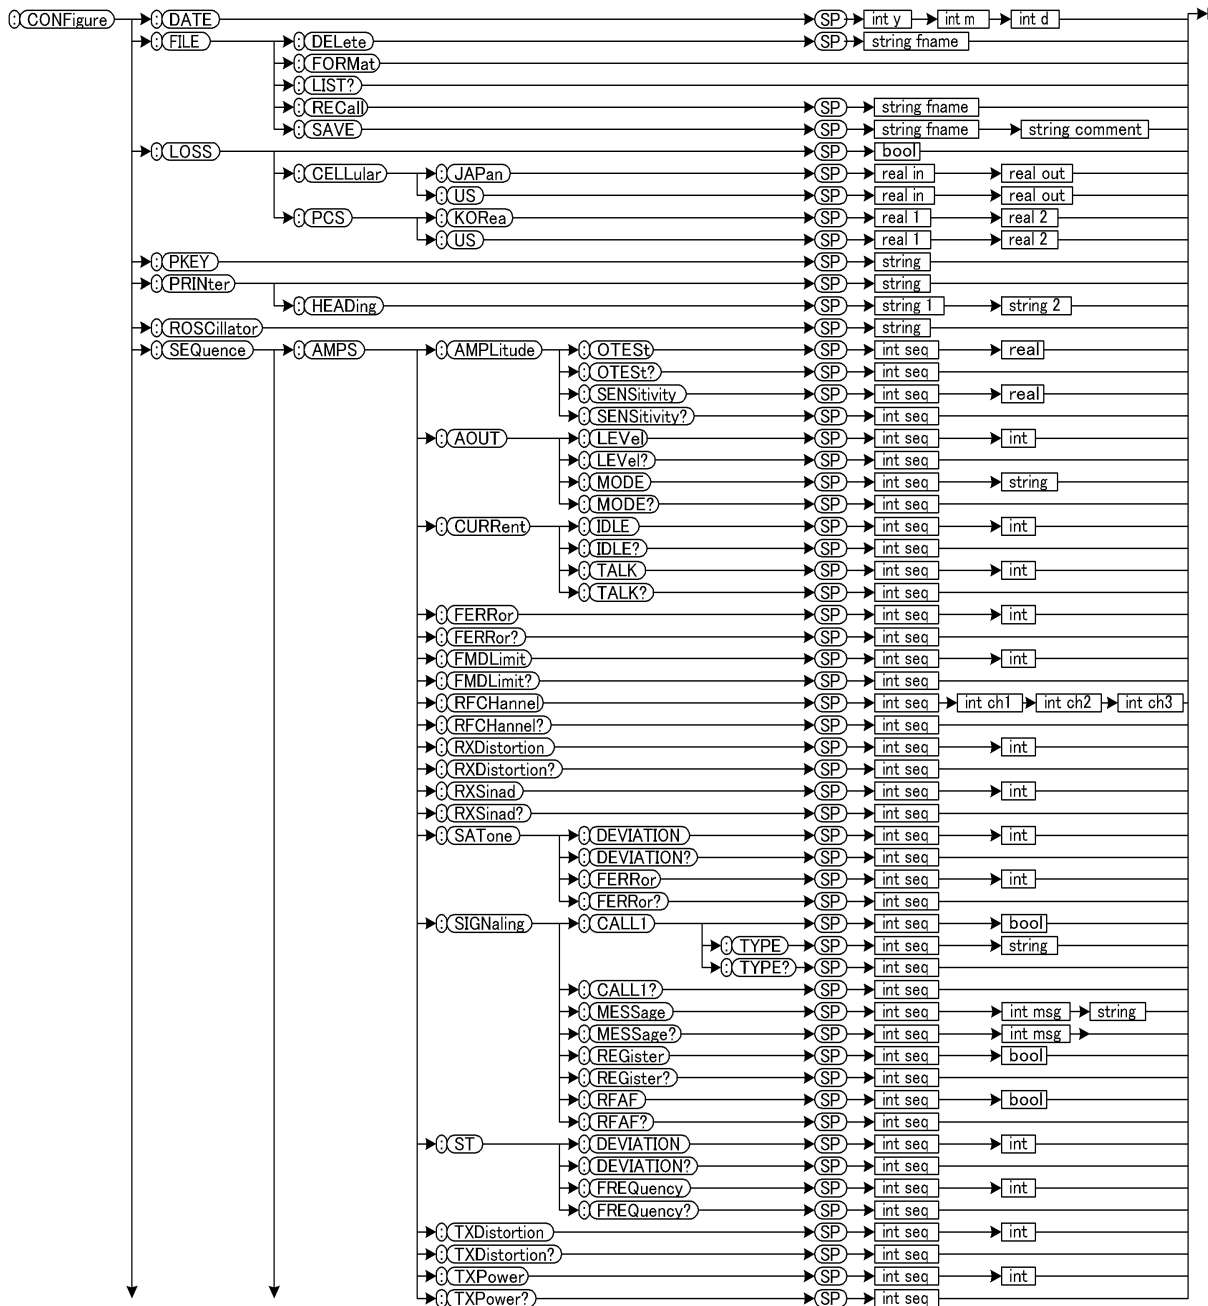 :CONFigure :DATE SP int y int m int d
:FILE :DELete SP string fname
:FORMat
:LIST?
:RECall SP string fname
:SAVE SP string fname string comment
:LOSS SP bool
:CELLular :JAPan SP real in real out
:US SP real in real out
:PCS :KORea SP real 1 real 2
:US SP real 1 real 2
:PKEY SP string
:PRINter SP string
:HEADing SP string 1 string 2
:ROSCillator SP string
:SEQuence :AMPS :AMPLitude :OTESt SP int seq real
:OTESt? SP int seq
:SENSitivity SP int seq real
:SENSitivity? SP int seq
:AOUT :LEVel SP int seq int
:LEVel? SP int seq
:MODE SP int seq string
:MODE? SP int seq
:CURRent :IDLE SP int seq int
:IDLE? SP int seq
:TALK SP int seq int
:TALK? SP int seq
:FERRor SP int seq int
:FERRor? SP int seq
:FMDLimit SP int seq int
:FMDLimit? SP int seq
:RFCHannel SP int seq int ch1 int ch2 int ch3
:RFCHannel? SP int seq
:RXDistortion SP int seq int
:RXDistortion? SP int seq
:RXSinad SP int seq int
:RXSinad? SP int seq
:SATone :DEVIATION SP int seq int
:DEVIATION? SP int seq
:FERRor SP int seq int
:FERRor? SP int seq
:SIGNaling :CALL1 SP int seq bool
:TYPE SP int seq string
:TYPE? SP int seq
:CALL1? SP int seq
:MESSage SP int seq int msg string
:MESSage? SP int seq int msg
:REGister SP int seq bool
:REGister? SP int seq
:RFAF SP int seq bool
:RFAF? SP int seq
:ST :DEVIATION SP int seq int
:DEVIATION? SP int seq
:FREQuency SP int seq int
:FREQuency? SP int seq
:TXDistortion SP int seq int
:TXDistortion? SP int seq
:TXPower SP int seq int
:TXPower? SP int seq